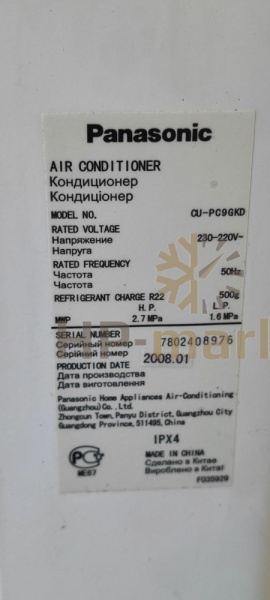 Panasonic
AIR CONDITIONER
Кондиционер
Кондиціонер
MODEL NO. CU-PC9GKD
RATED VOLTAGE
Напряжение 230-220V~
Напруга
RATED FREQUENCY
Частота 50Hz
Частота
REFRIGERANT CHARGE R22 500g
H. P. L. P.
MWP 2.7 MPa 1.6 MPa
SERIAL NUMBER
Серийный номер 7802408976
Серійний номер
PRODUCTION DATE 2008.01
Дата производства
Дата виготовлення
Panasonic Home Appliances Air-Conditioning
(Guangzhou) Co., Ltd.
Zhongcun Town, Panyu District, Guangzhou City
Guangdong Province, 511495, China
IPX4
MADE IN CHINA
Сделано в Китае
Вироблено в Китаї
РС
ME67
F035929